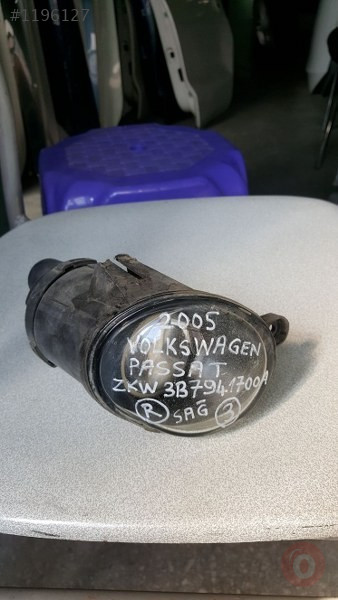 #1196127
2005
VOLKSWAGEN
PASSAT
ZKW 3B7941700A
R SAĞ 3